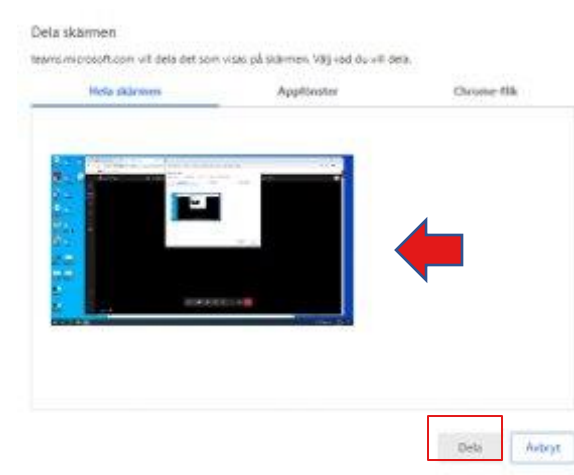 Dela skärmen
teams.microsoft.com vill dela det som visas på skärmen. Välj vad du vill dela.
Hela skärmen
Appfönster
Chrome-flik
Dela
Avbryt